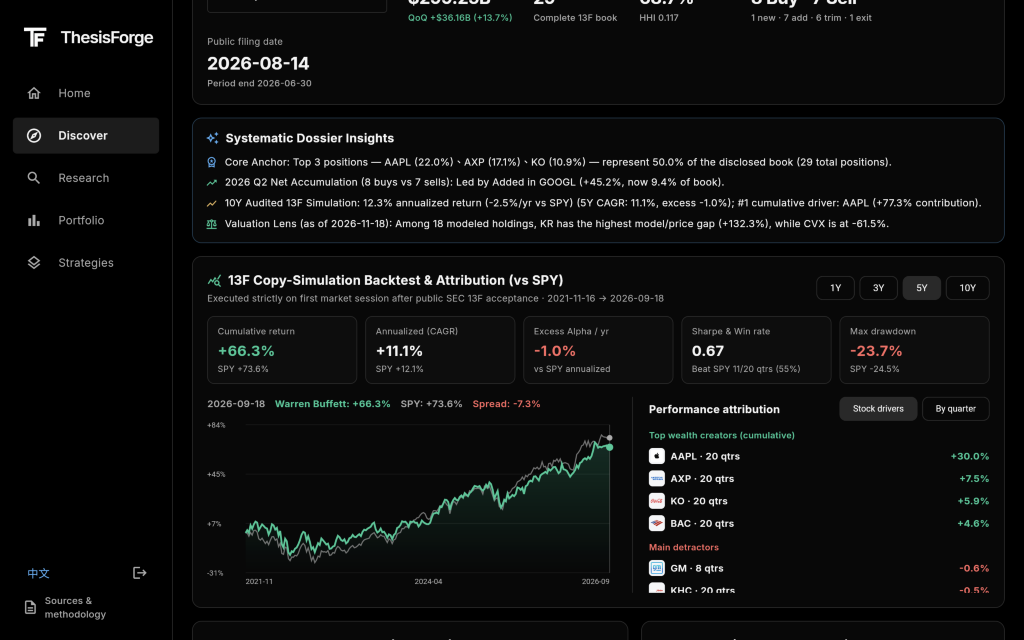 ThesisForge
Home
Discover
Research
Portfolio
Strategies
中文
Sources &
methodology
QoQ +$36.16B (+13.7%)
Complete 13F book
HHI 0.117
1 new · 7 add · 6 trim · 1 exit
Public filing date
2026-08-14
Period end 2026-06-30
Systematic Dossier Insights
Core Anchor: Top 3 positions — AAPL (22.0%)、AXP (17.1%)、KO (10.9%) — represent 50.0% of the disclosed book (29 total positions).
2026 Q2 Net Accumulation (8 buys vs 7 sells): Led by Added in GOOGL (+45.2%, now 9.4% of book).
10Y Audited 13F Simulation: 12.3% annualized return (-2.5%/yr vs SPY) (5Y CAGR: 11.1%, excess -1.0%); #1 cumulative driver: AAPL (+77.3% contribution).
Valuation Lens (as of 2026-11-18): Among 18 modeled holdings, KR has the highest model/price gap (+132.3%), while CVX is at -61.5%.
13F Copy-Simulation Backtest & Attribution (vs SPY)
Executed strictly on first market session after public SEC 13F acceptance · 2021-11-16 → 2026-09-18
1Y
3Y
5Y
10Y
Cumulative return
+66.3%
SPY +73.6%
Annualized (CAGR)
+11.1%
SPY +12.1%
Excess Alpha / yr
-1.0%
vs SPY annualized
Sharpe & Win rate
0.67
Beat SPY 11/20 qtrs (55%)
Max drawdown
-23.7%
SPY -24.5%
2026-09-18 Warren Buffett: +66.3% SPY: +73.6% Spread: -7.3%
+84%
+45%
+7%
-31%
2021-11
2024-04
2026-09
Performance attribution
Stock drivers
By quarter
Top wealth creators (cumulative)
AAPL · 20 qtrs +30.0%
AXP · 20 qtrs +7.5%
KO · 20 qtrs +5.9%
BAC · 20 qtrs +4.6%
Main detractors
GM · 8 qtrs -0.6%
KHC · 20 qtrs -0.5%